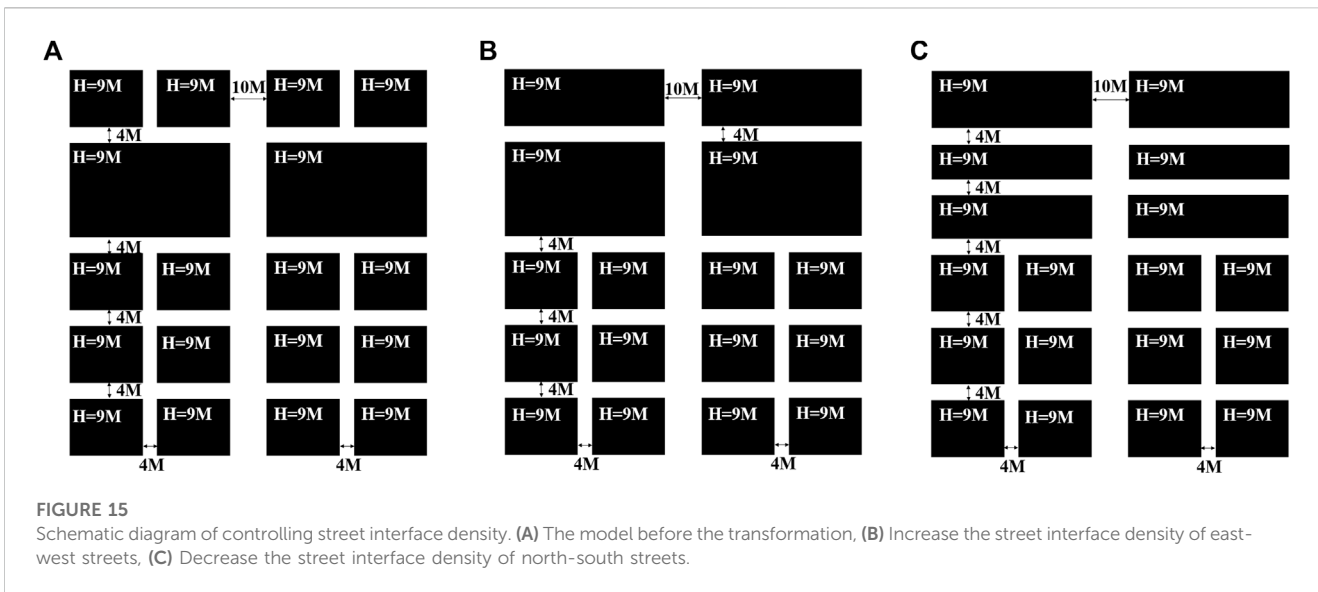 A
B
C
H=9M H=9M 10M H=9M H=9M
4M
H=9M H=9M
4M
H=9M H=9M H=9M H=9M
4M
H=9M H=9M H=9M H=9M
4M
H=9M H=9M H=9M H=9M
4M 4M
H=9M 10M H=9M
4M
H=9M H=9M
4M
H=9M H=9M H=9M H=9M
4M
H=9M H=9M H=9M H=9M
4M
H=9M H=9M H=9M H=9M
4M 4M
H=9M 10M H=9M
4M
H=9M H=9M
4M
H=9M H=9M
4M
H=9M H=9M H=9M H=9M
4M
H=9M H=9M H=9M H=9M
4M
H=9M H=9M H=9M H=9M
4M 4M
FIGURE 15
Schematic diagram of controlling street interface density. (A) The model before the transformation, (B) Increase the street interface density of east-
west streets, (C) Decrease the street interface density of north-south streets.